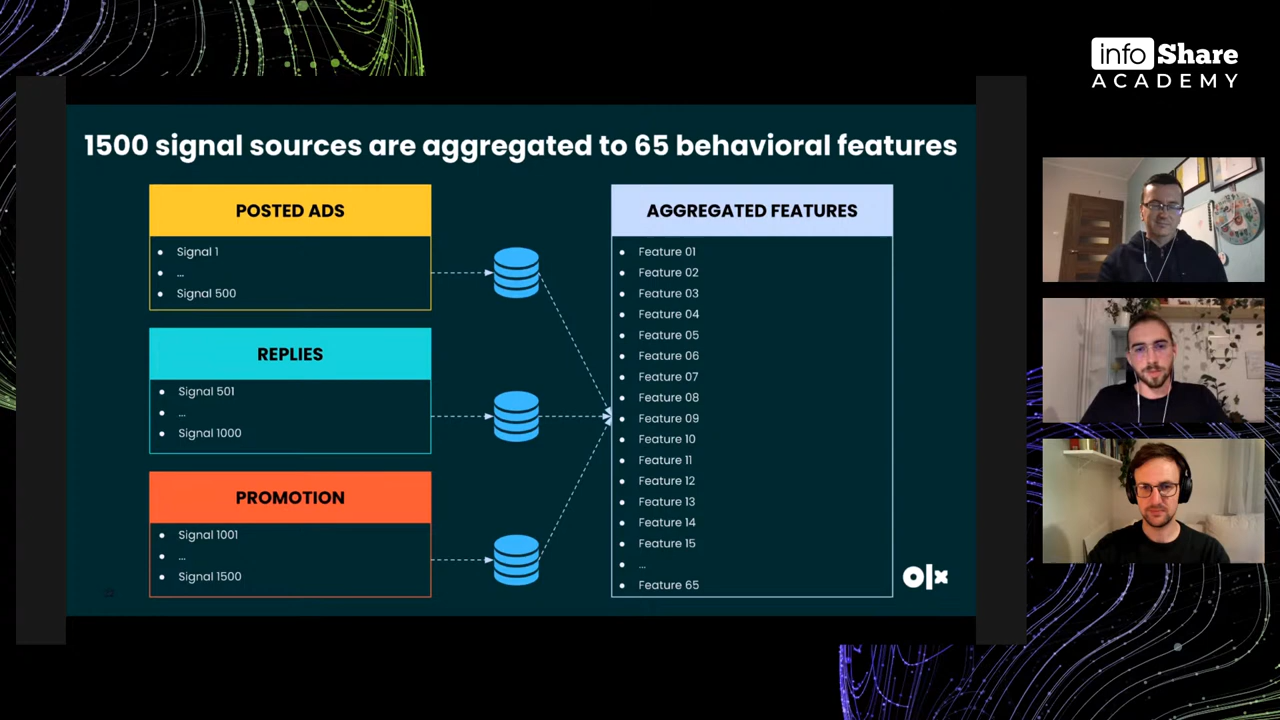 info Share
ACADEMY
1500 signal sources are aggregated to 65 behavioral features
POSTED ADS
• Signal 1
• ...
• Signal 500
REPLIES
• Signal 501
• ...
• Signal 1000
PROMOTION
• Signal 1001
• ...
• Signal 1500
AGGREGATED FEATURES
• Feature 01
• Feature 02
• Feature 03
• Feature 04
• Feature 05
• Feature 06
• Feature 07
• Feature 08
• Feature 09
• Feature 10
• Feature 11
• Feature 12
• Feature 13
• Feature 14
• Feature 15
• ...
• Feature 65
olx